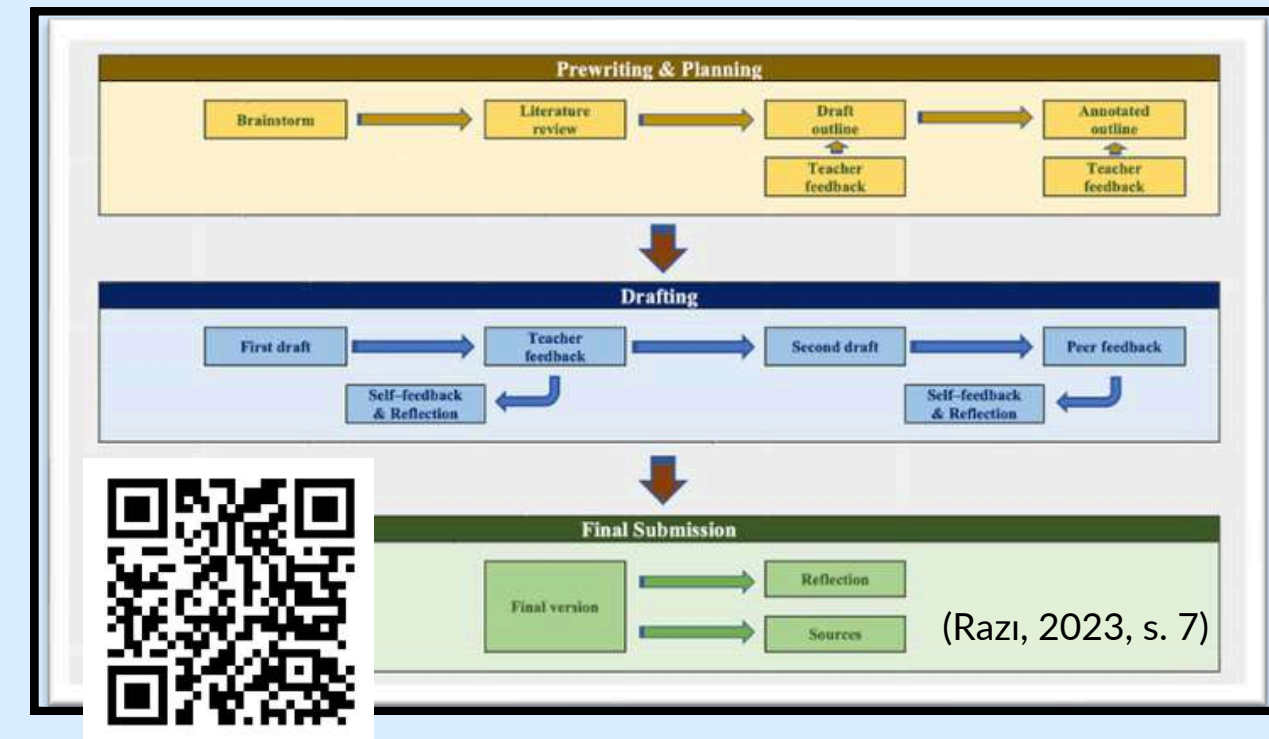 Prewriting & Planning
Brainstorm
Literature
review
Draft
outline
Annotated
outline
Teacher
feedback
Teacher
feedback
Drafting
First draft
Teacher
feedback
Second draft
Peer feedback
Self–feedback
& Reflection
Self–feedback
& Reflection
Final Submission
Final version
Reflection
Sources
(Razı, 2023, s. 7)